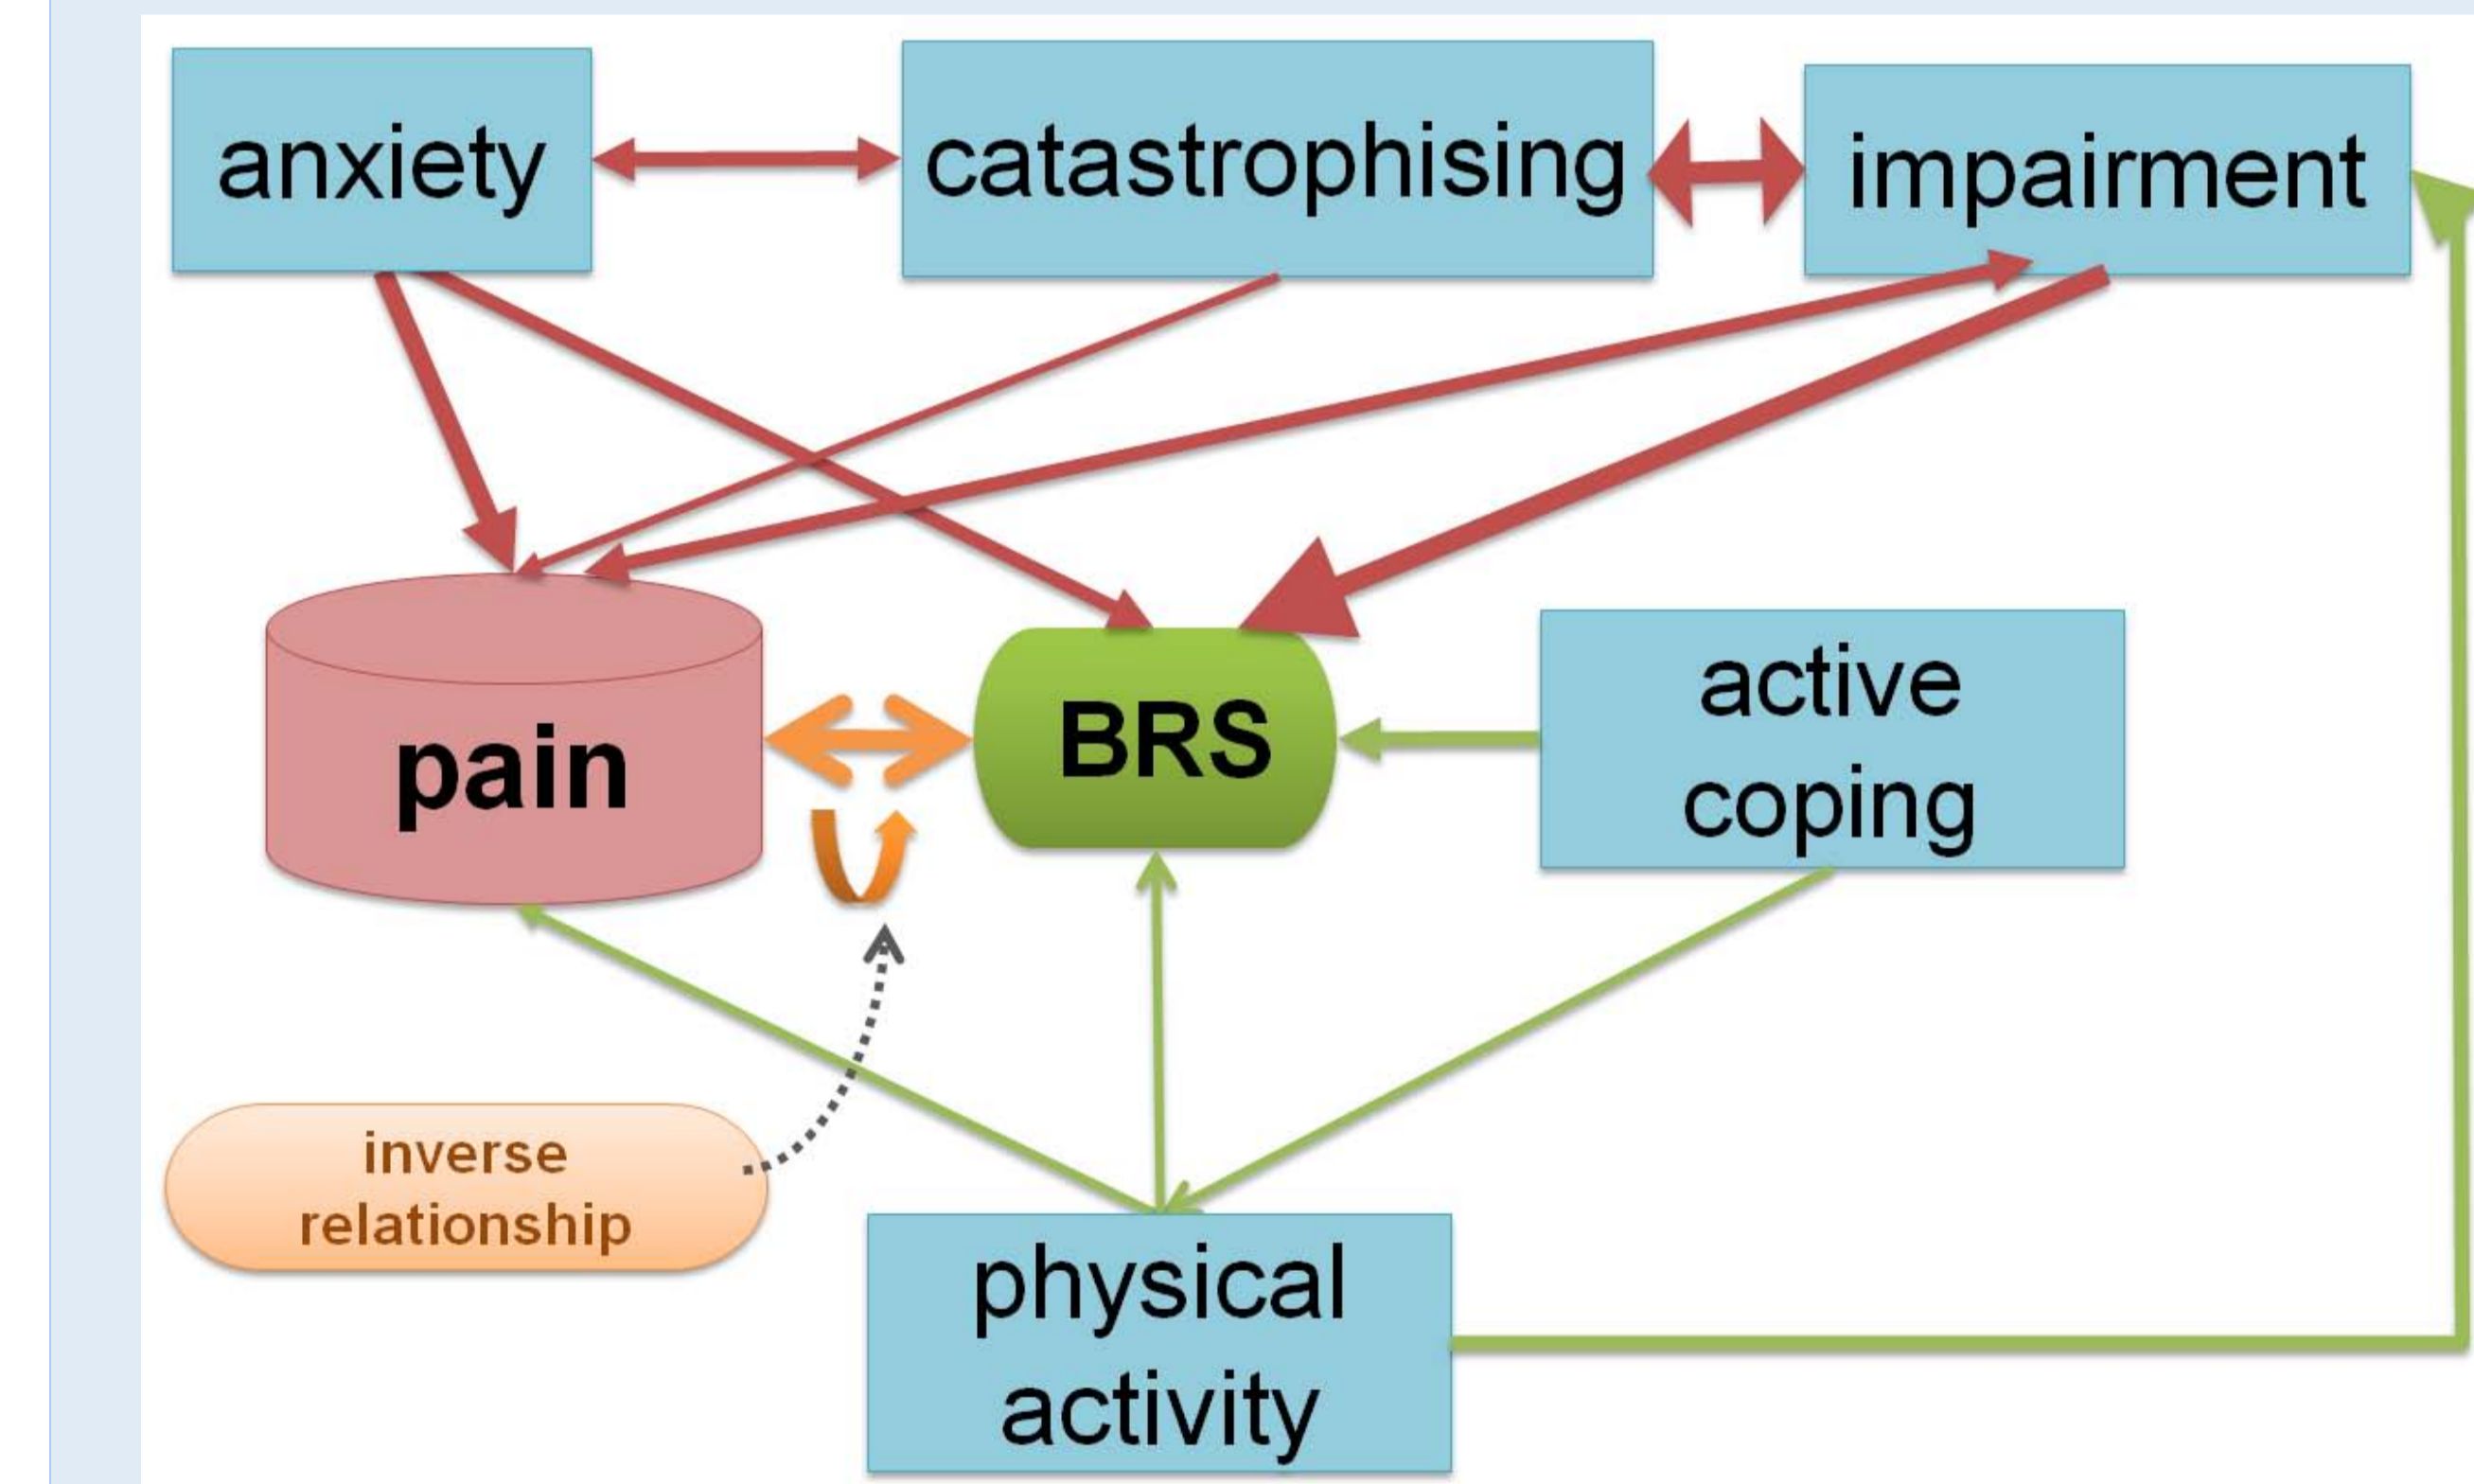 anxiety
catastrophising
impairment
pain
BRS
active
coping
inverse
relationship
physical
activity